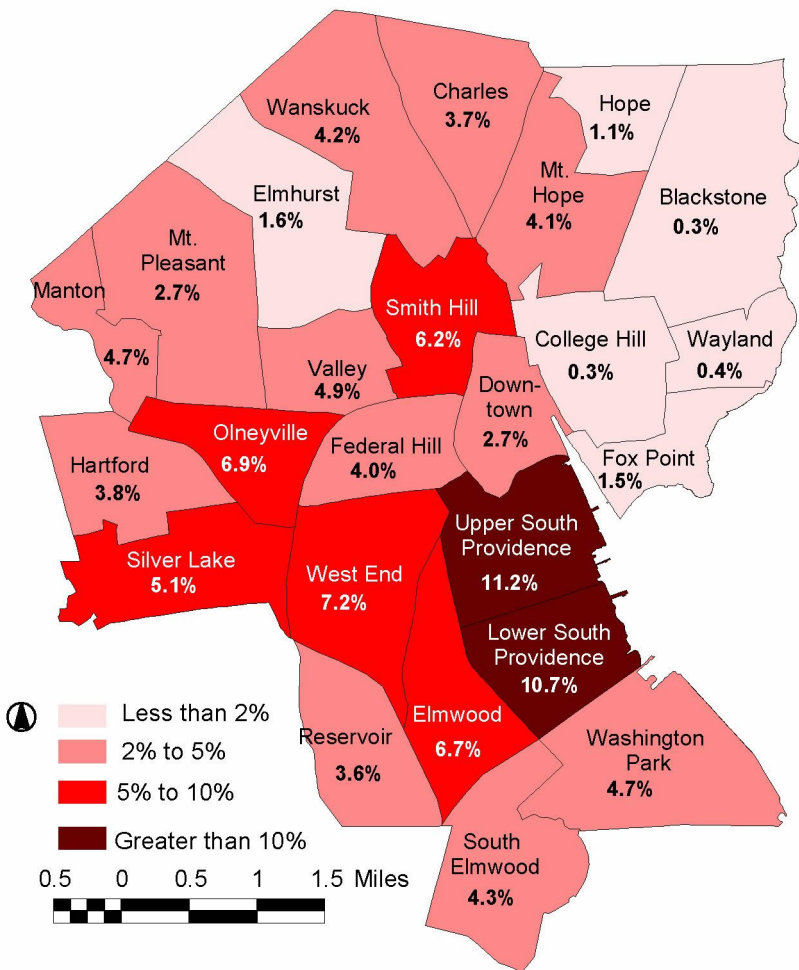 Wanskuck
4.2%
Charles
3.7%
Hope
1.1%
Mt.
Hope
4.1%
Blackstone
0.3%
Elmhurst
1.6%
Mt.
Pleasant
2.7%
Manton
4.7%
Smith Hill
6.2%
College Hill
0.3%
Wayland
0.4%
Valley
4.9%
Down-
town
2.7%
Olneyville
6.9%
Federal Hill
4.0%
Fox Point
1.5%
Hartford
3.8%
Upper South
Providence
11.2%
Silver Lake
5.1%
West End
7.2%
Lower South
Providence
10.7%
Elmwood
6.7%
Reservoir
3.6%
Washington
Park
4.7%
South
Elmwood
4.3%
Less than 2%
2% to 5%
5% to 10%
Greater than 10%
0.5 0 0.5 1 1.5 Miles